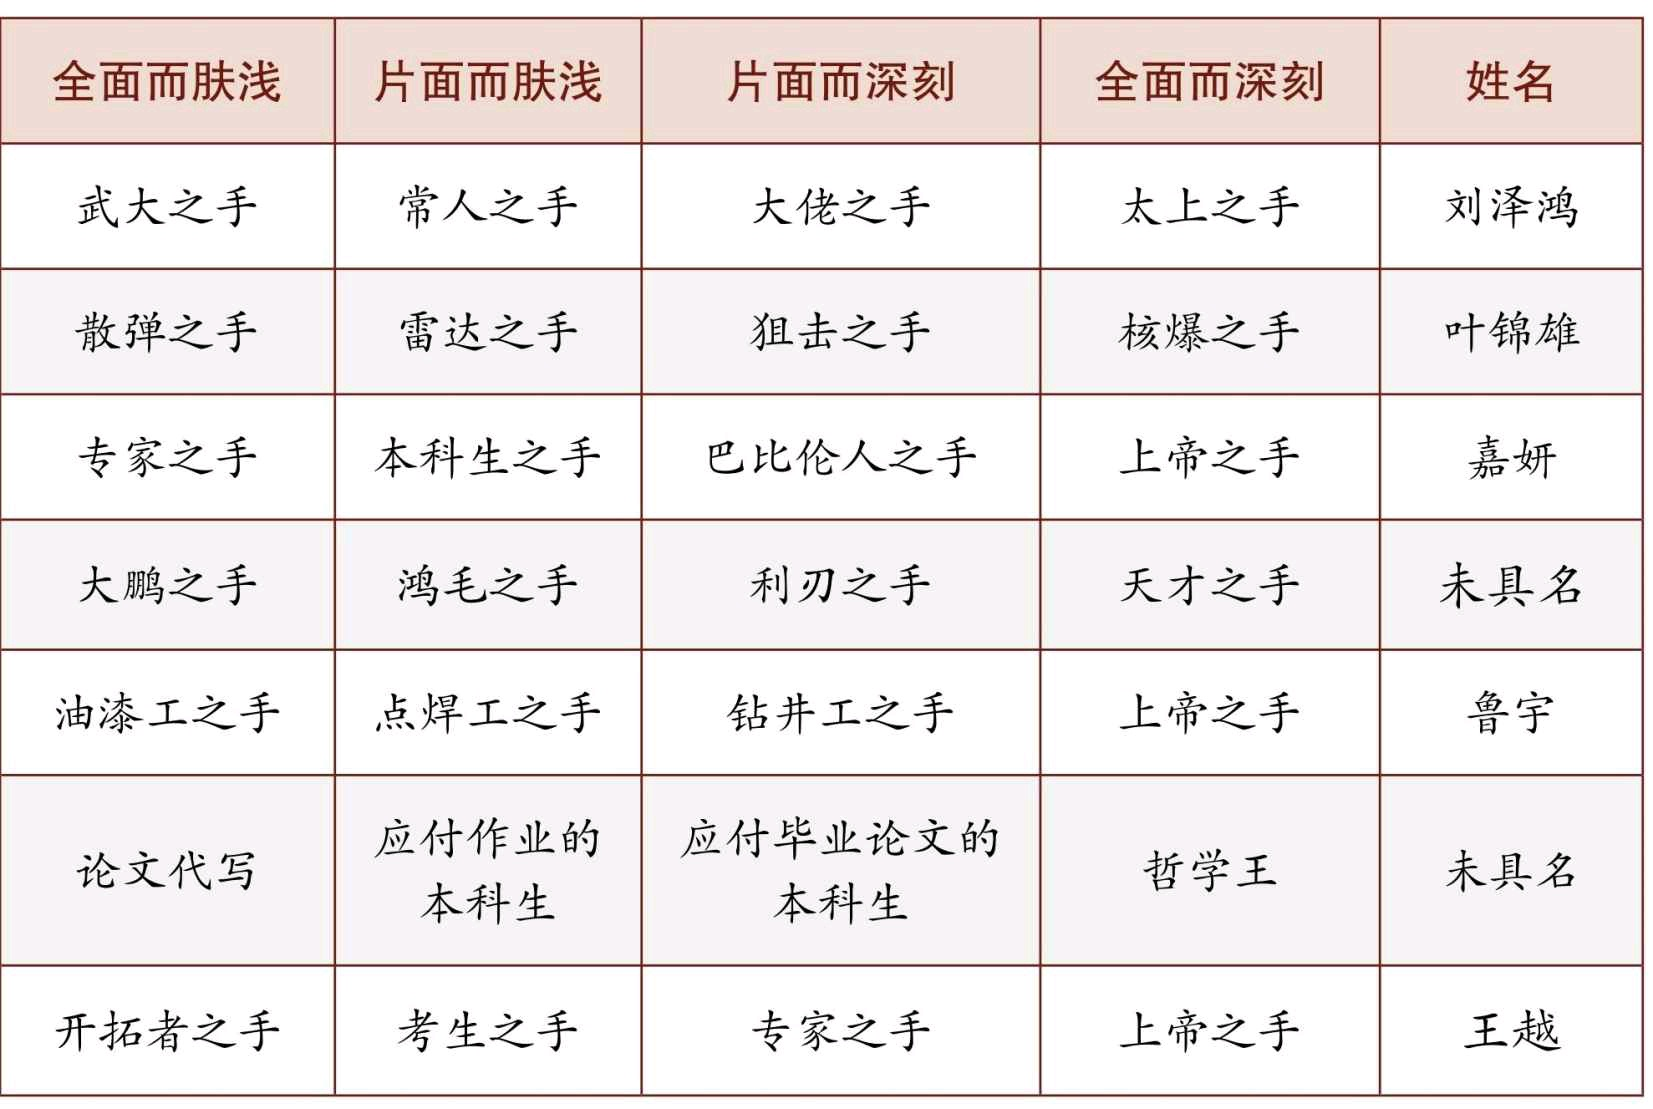 全面而肤浅 片面而肤浅 片面而深刻 全面而深刻 姓名
武大之手 常人之手 大佬之手 太上之手 刘泽鸿
散弹之手 雷达之手 狙击之手 核爆之手 叶锦雄
专家之手 本科生之手 巴比伦人之手 上帝之手 嘉妍
大鹏之手 鸿毛之手 利刃之手 天才之手 未具名
油漆工之手 点焊工之手 钻井工之手 上帝之手 鲁宇
论文代写 应付作业的 应付毕业论文的 哲学王 未具名
本科生 本科生
开拓者之手 考生之手 专家之手 上帝之手 王越